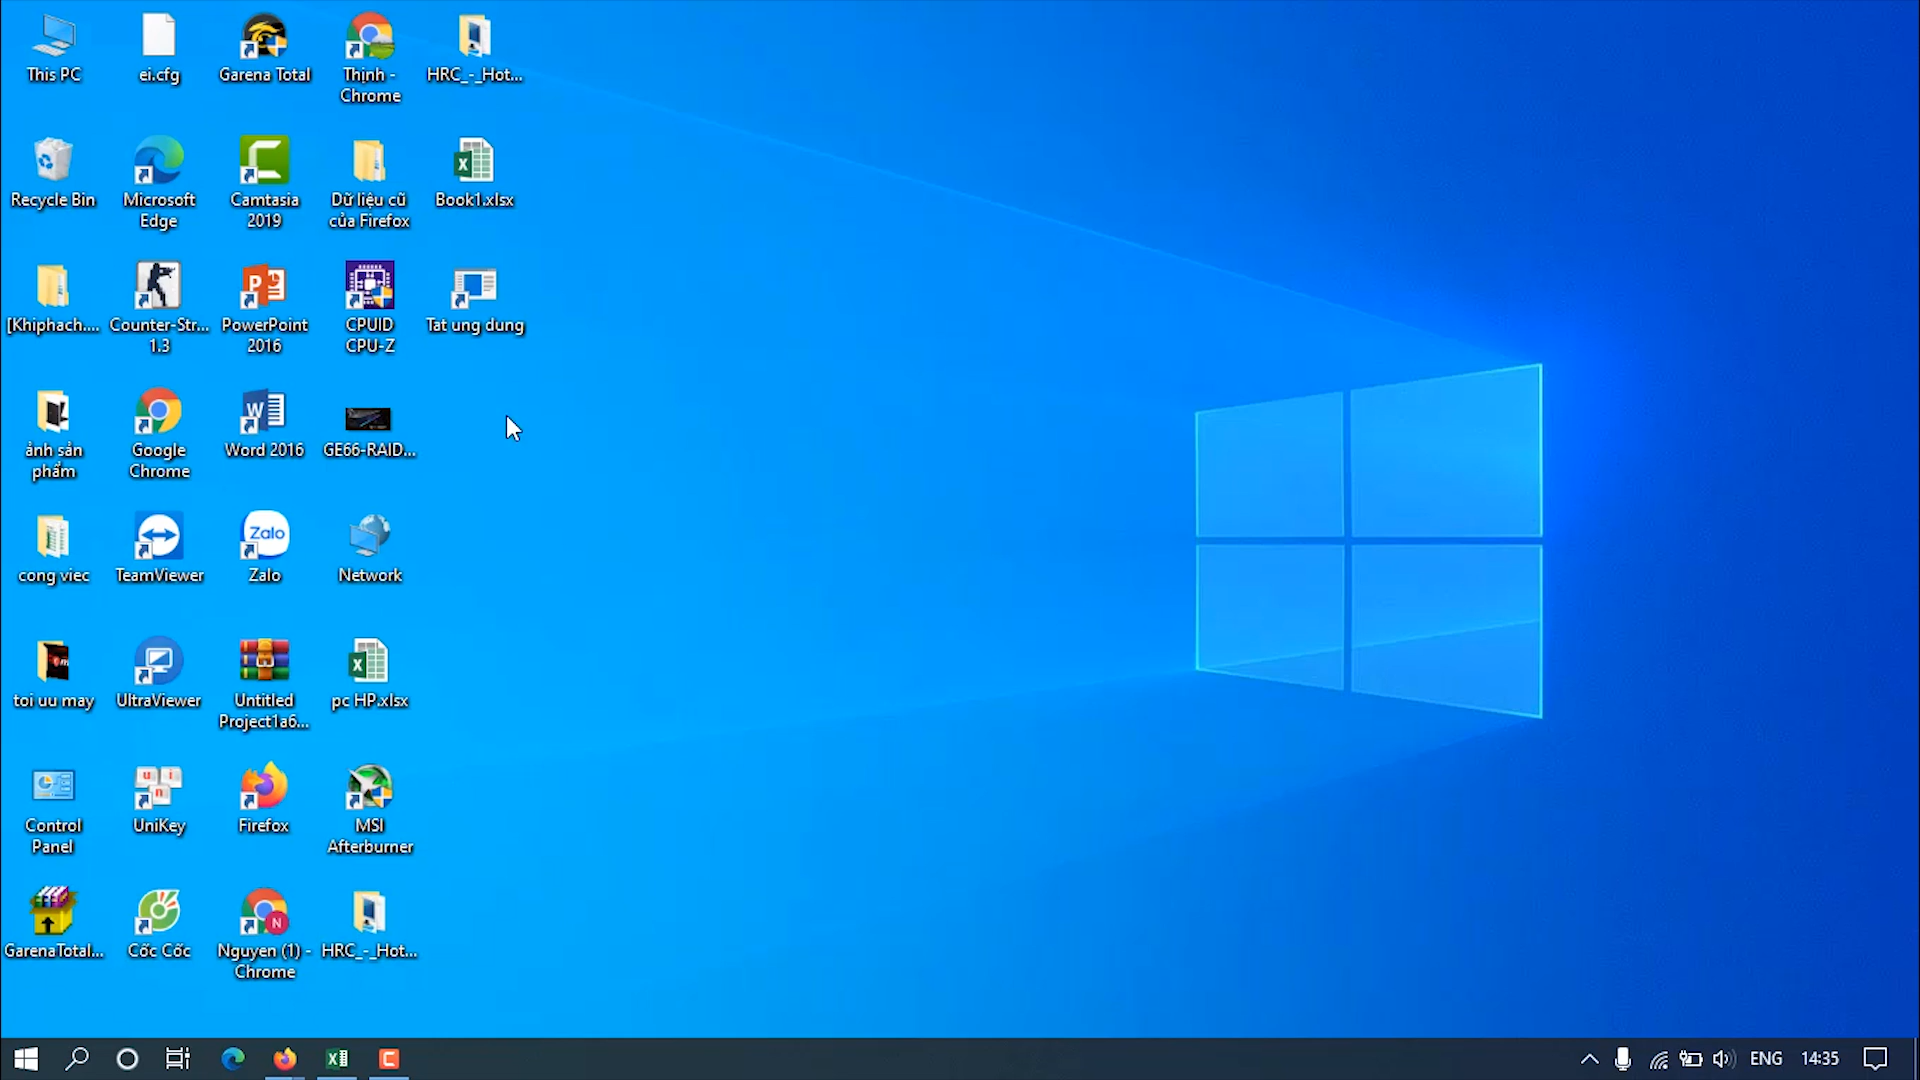 This PC
ei.cfg
Garena Total
Thịnh -
Chrome
HRC_-_Hot...
Recycle Bin
Microsoft
Edge
Camtasia
2019
Dữ liệu cũ
của Firefox
Book1.xlsx
[Khiphach....
Counter-Str...
1.3
PowerPoint
2016
CPUID
CPU-Z
Tat ung dung
ảnh sản
phẩm
Google
Chrome
Word 2016
GE66-RAID...
cong viec
TeamViewer
Zalo
Zalo
Network
toi uu may
UltraViewer
Untitled
Project1a6...
pc HP.xlsx
Control
Panel
UniKey
Firefox
MSI
Afterburner
GarenaTotal...
Cốc Cốc
Nguyen (1) -
Chrome
HRC_-_Hot...
ENG
14:35